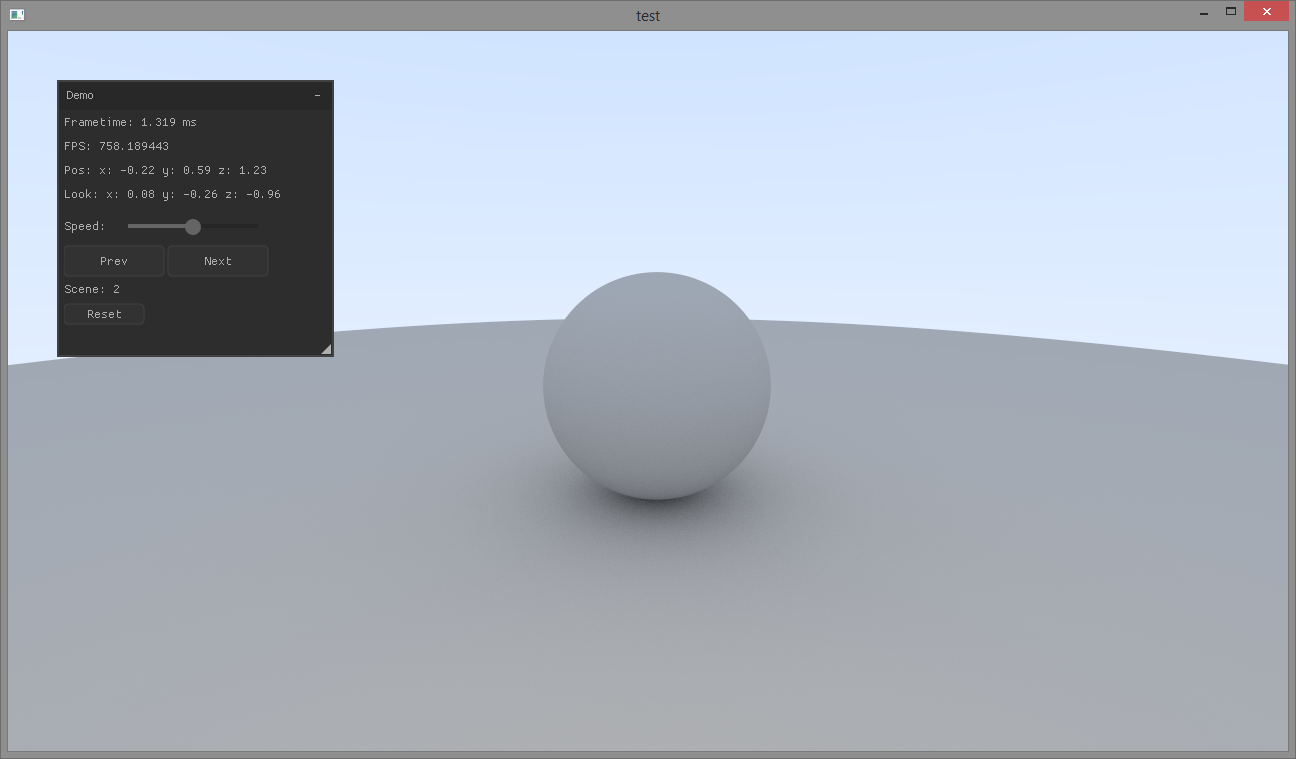 test
Demo
Frametime: 1.319 ms
FPS: 758.189443
Pos: x: -0.22 y: 0.59 z: 1.23
Look: x: 0.08 y: -0.26 z: -0.96
Speed:
Prev Next
Scene: 2
Reset